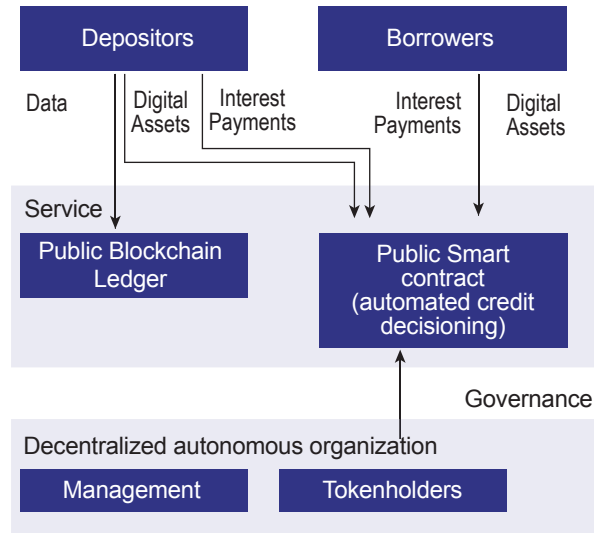 Depositors
Borrowers
Data
Digital
Assets
Interest
Payments
Interest
Payments
Digital
Assets
Service
Public Blockchain
Ledger
Public Smart
contract
(automated credit
decisioning)
Governance
Decentralized autonomous organization
Management
Tokenholders